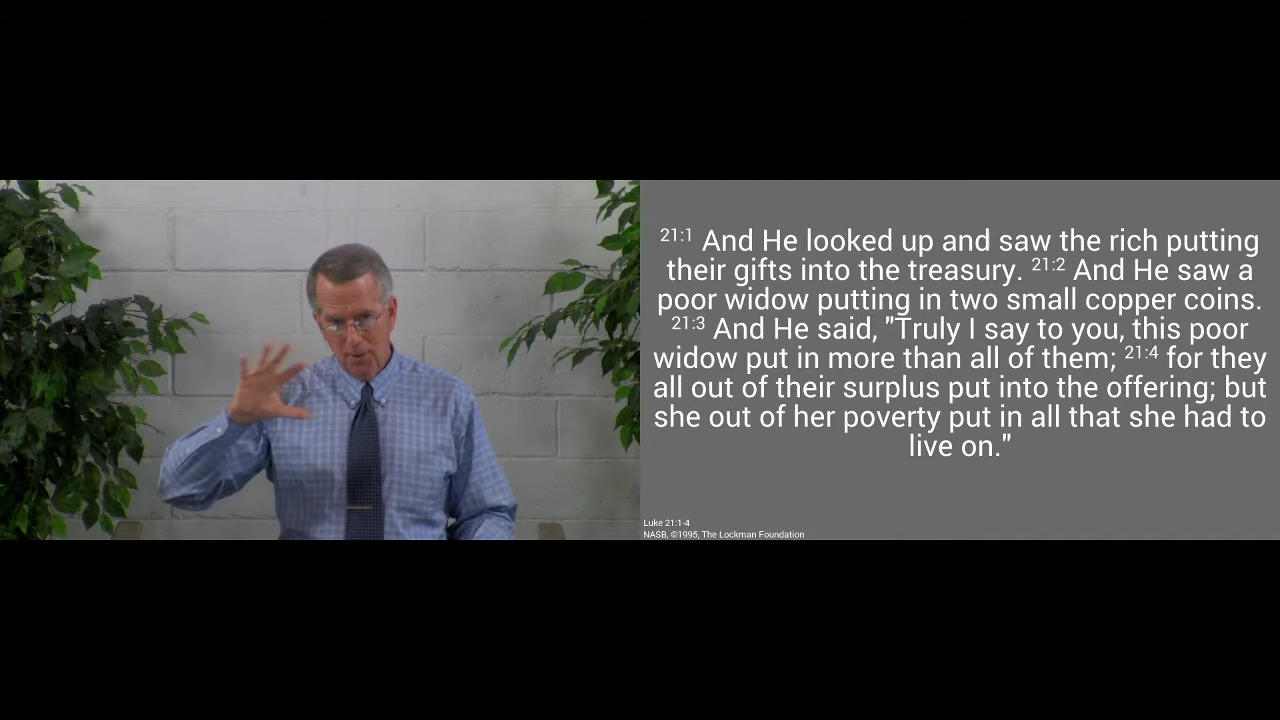 21:1 And He looked up and saw the rich putting
their gifts into the treasury. 21:2 And He saw a
poor widow putting in two small copper coins.
21:3 And He said, "Truly I say to you, this poor
widow put in more than all of them; 21:4 for they
all out of their surplus put into the offering; but
she out of her poverty put in all that she had to
live on."
Luke 21:1-4
NASB, ©1995, The Lockman Foundation